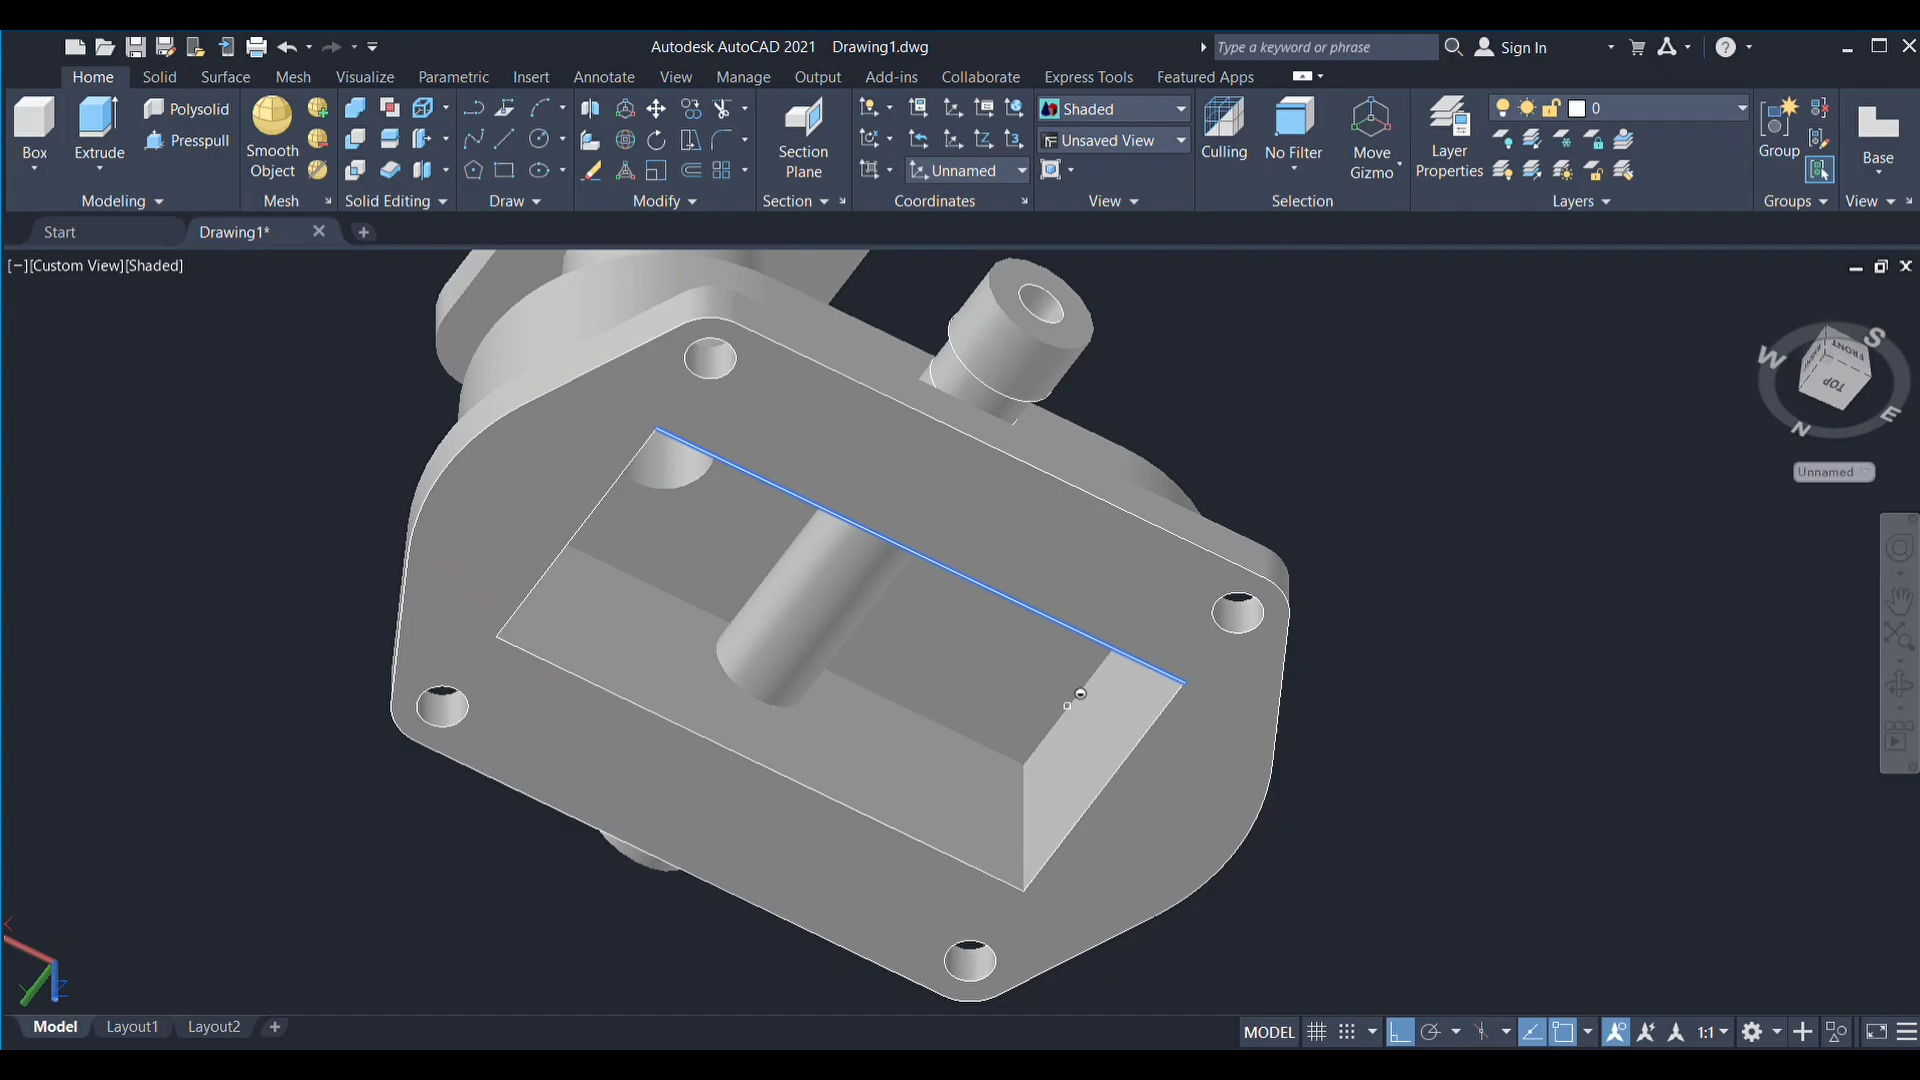 Autodesk AutoCAD 2021 Drawing1.dwg
Type a keyword or phrase
Sign In
Home Solid Surface Mesh Visualize Parametric Insert Annotate View Manage Output Add-ins Collaborate Express Tools Featured Apps
Box
Extrude
Polysolid
Presspull
Smooth Object
Section Plane
Unnamed
Shaded
Unsaved View
Culling
No Filter
Move Gizmo
Layer Properties
0
Group
Base
Modeling Mesh Solid Editing Draw Modify Section Coordinates View Selection Layers Groups View
Start Drawing1*
[−][Custom View][Shaded]
S
W
FRONT
TOP
E
N
Unnamed
Model Layout1 Layout2
MODEL
1:1